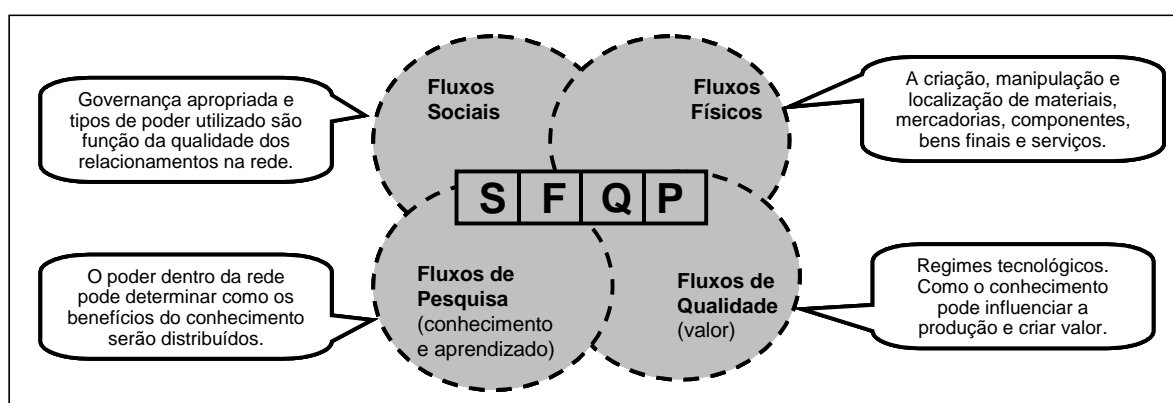 Governança apropriada e
tipos de poder utilizado são
função da qualidade dos
relacionamentos na rede.
Fluxos
Sociais
Fluxos
Físicos
A criação, manipulação e
localização de materiais,
mercadorias, componentes,
bens finais e serviços.
S F Q P
O poder dentro da rede
pode determinar como os
benefícios do conhecimento
serão distribuídos.
Fluxos de
Pesquisa
(conhecimento
e aprendizado)
Fluxos de
Qualidade
(valor)
Regimes tecnológicos.
Como o conhecimento
pode influenciar a
produção e criar valor.